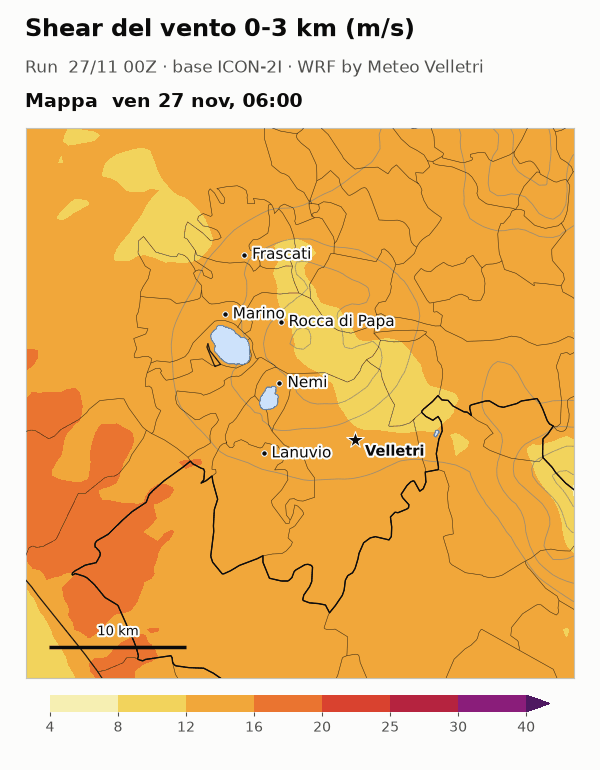 Shear del vento 0-3 km (m/s)
Run 27/11 00Z · base ICON-2I · WRF by Meteo Velletri
Mappa ven 27 nov, 06:00
Frascati
Marino
Rocca di Papa
Nemi
Velletri
Lanuvio
10 km
4 8 12 16 20 25 30 40